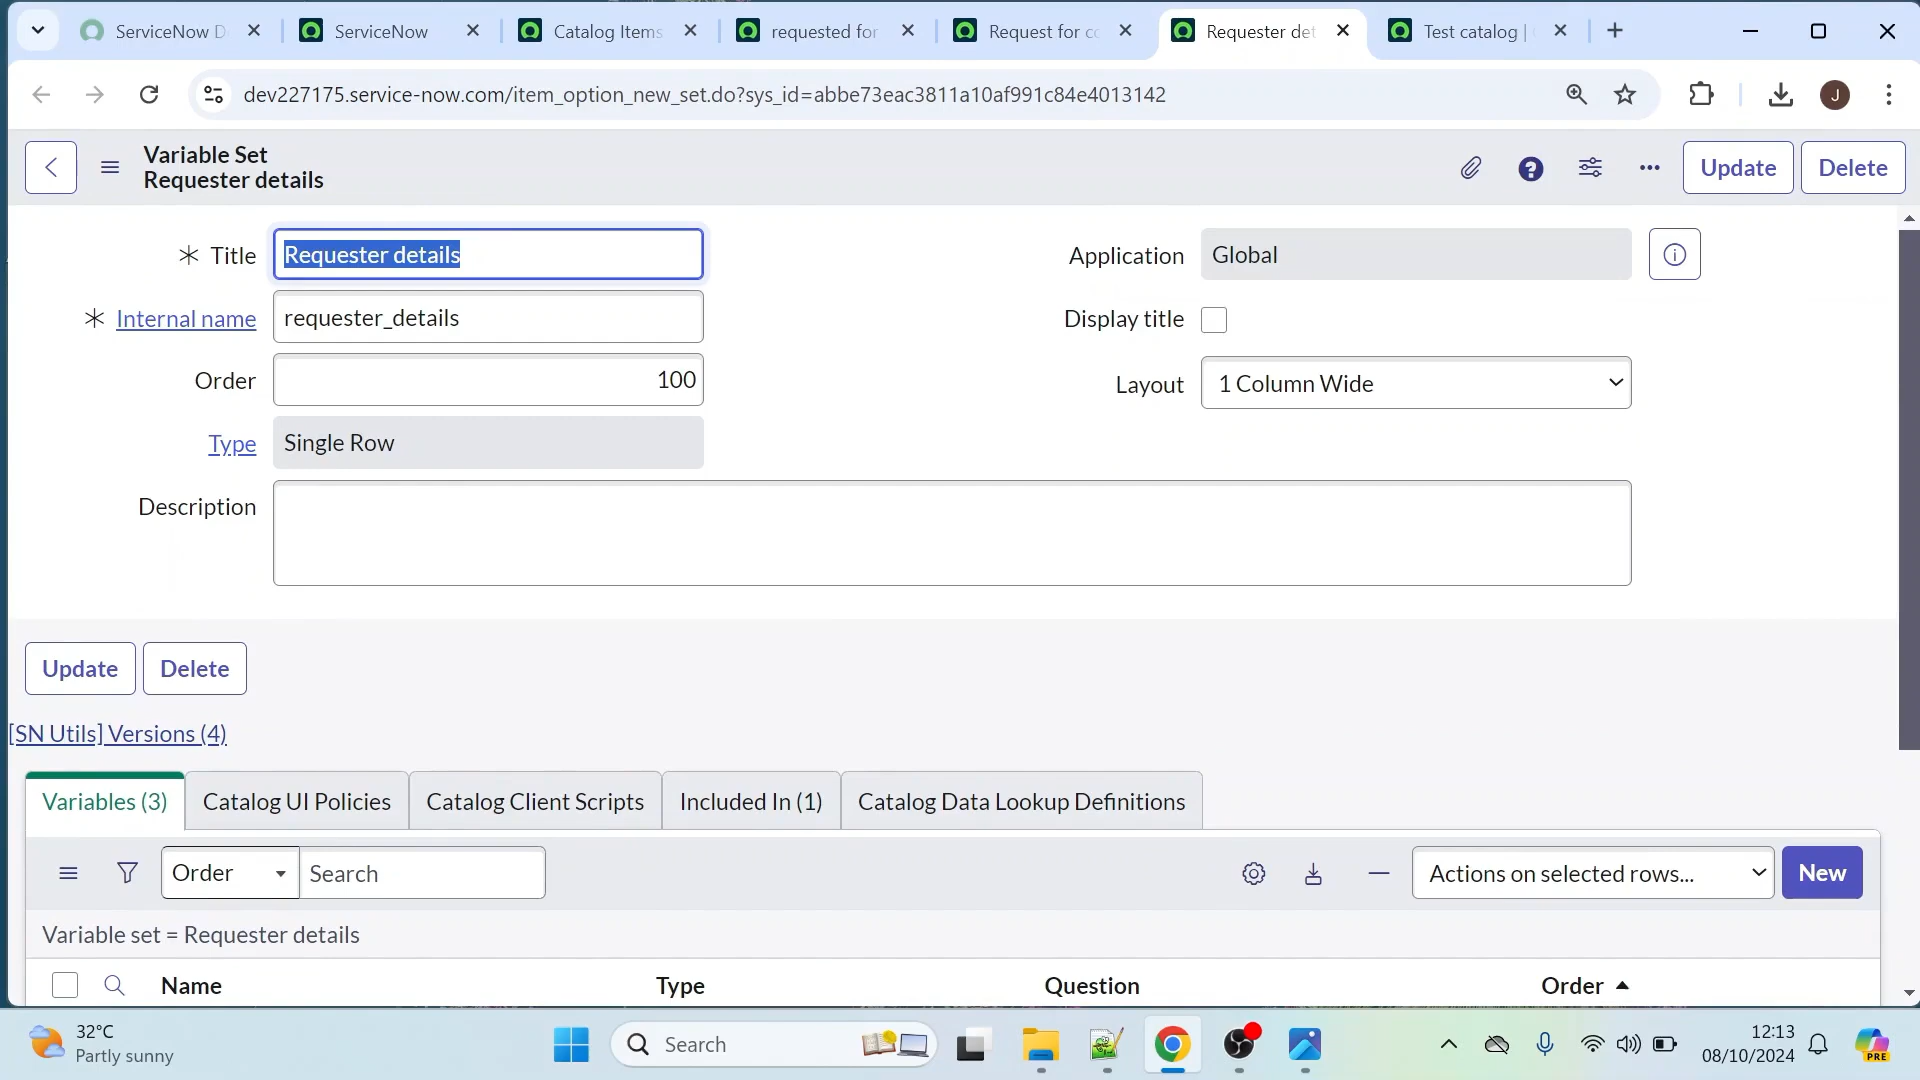 ServiceNow D
ServiceNow
Catalog Items
requested for
Request for co
Requester det
Test catalog |
dev227175.service-now.com/item_option_new_set.do?sys_id=abbe73eac3811a10af991c84e4013142
J
Variable Set
Requester details
Update
Delete
Title
Requester details
Application
Global
Internal name
requester_details
Display title
Order
100
Layout
1 Column Wide
Type
Single Row
Description
Update
Delete
[SN Utils] Versions (4)
Variables (3)
Catalog UI Policies
Catalog Client Scripts
Included In (1)
Catalog Data Lookup Definitions
Order
Search
Actions on selected rows...
New
Variable set = Requester details
Name
Type
Question
Order
32°C
Partly sunny
Search
12:13
08/10/2024
PRE